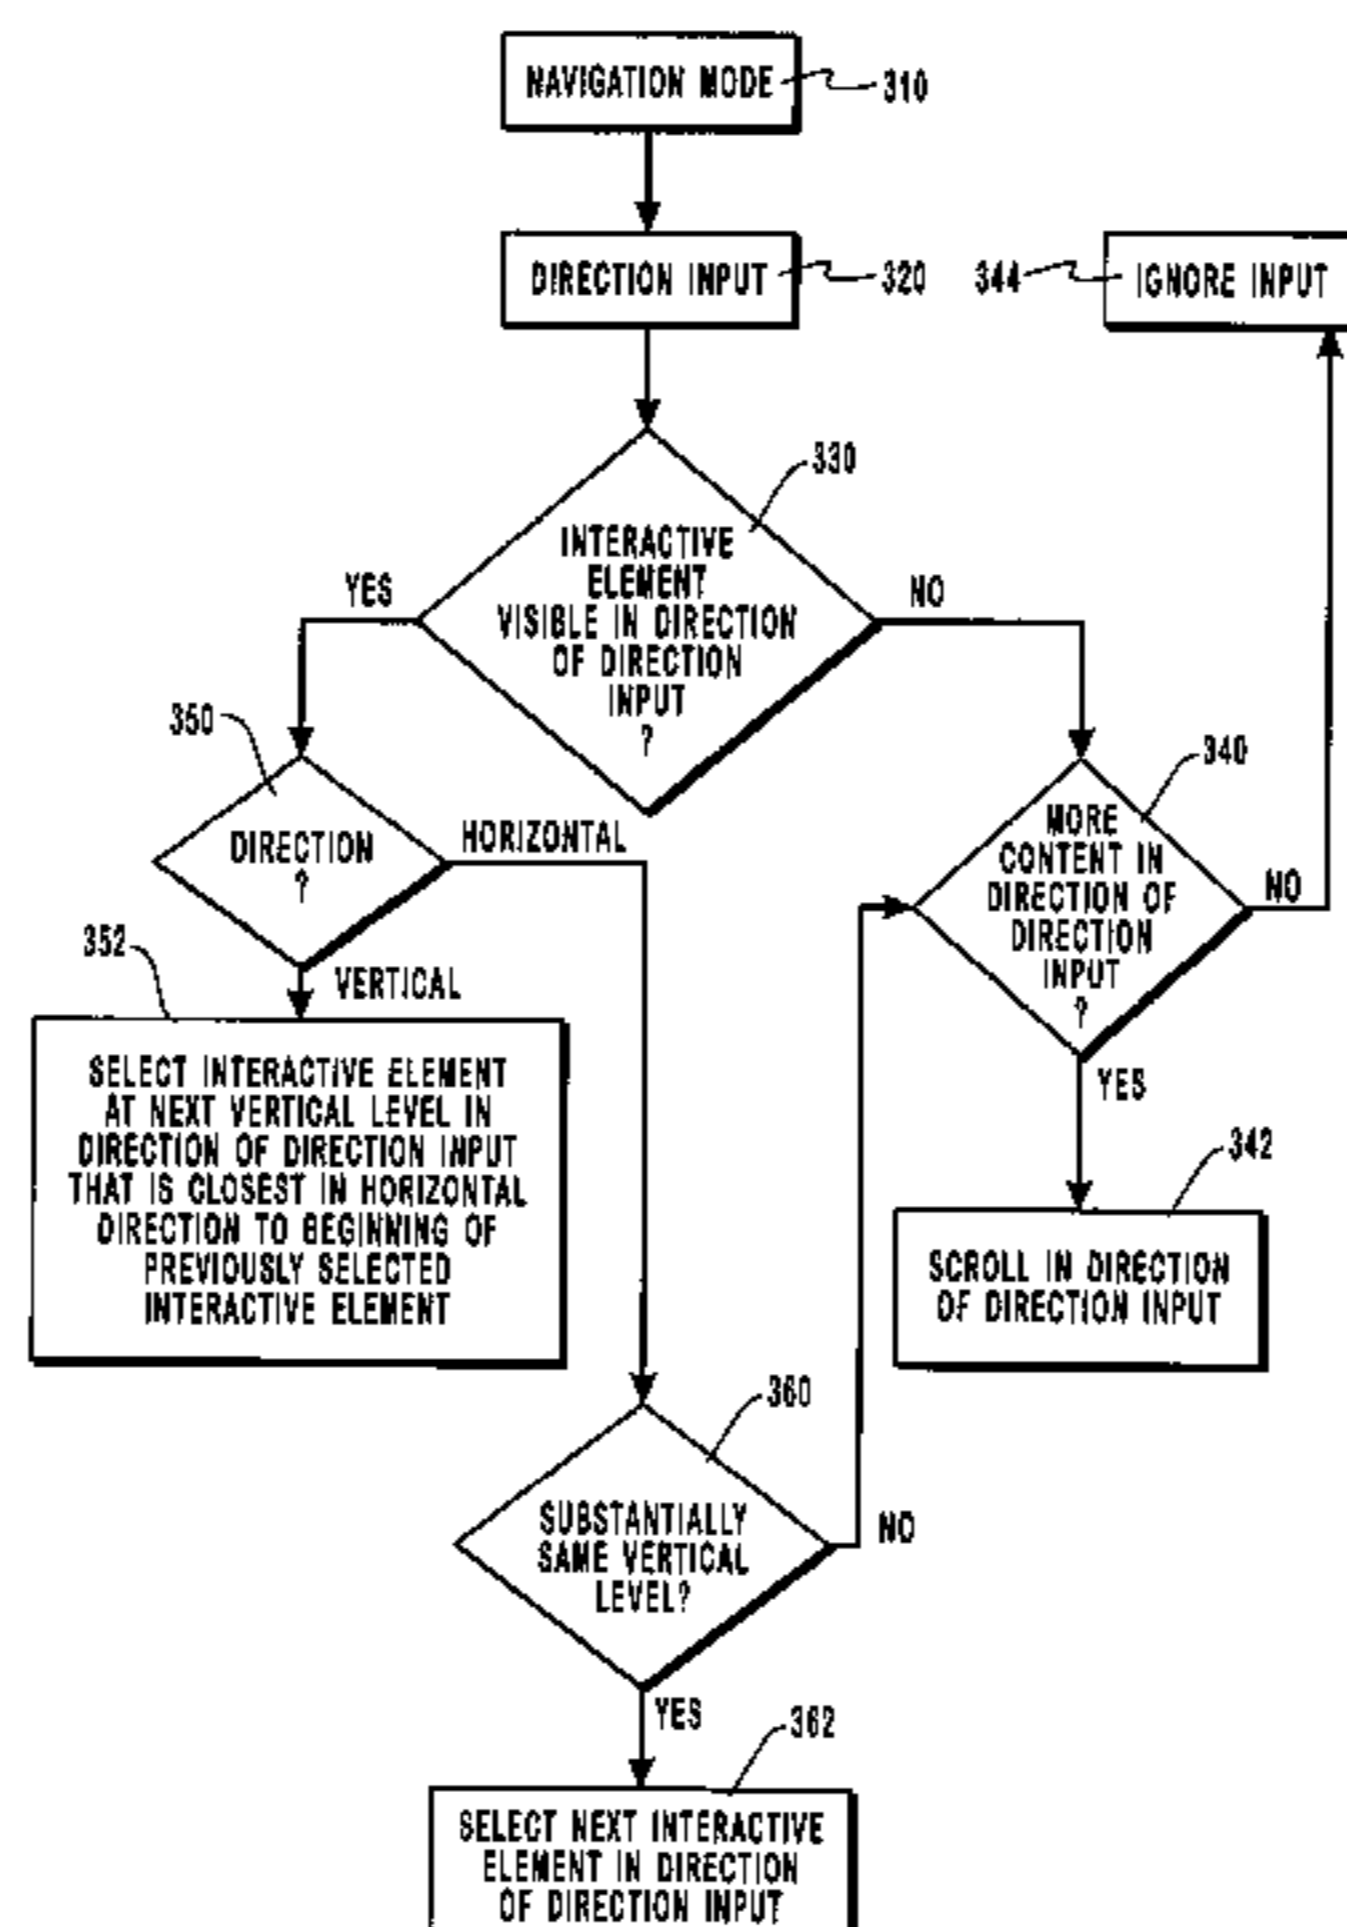 NAVIGATION MODE
310
DIRECTION INPUT
320
344
IGNORE INPUT
330
INTERACTIVE
ELEMENT
VISIBLE IN DIRECTION
OF DIRECTION
INPUT
?
YES
NO
350
DIRECTION
?
HORIZONTAL
340
MORE
CONTENT IN
DIRECTION OF
DIRECTION
INPUT
?
NO
352
VERTICAL
SELECT INTERACTIVE ELEMENT
AT NEXT VERTICAL LEVEL IN
DIRECTION OF DIRECTION INPUT
THAT IS CLOSEST IN HORIZONTAL
DIRECTION TO BEGINNING OF
PREVIOUSLY SELECTED
INTERACTIVE ELEMENT
YES
342
SCROLL IN DIRECTION
OF DIRECTION INPUT
360
SUBSTANTIALLY
SAME VERTICAL
LEVEL?
NO
YES
362
SELECT NEXT INTERACTIVE
ELEMENT IN DIRECTION
OF DIRECTION INPUT